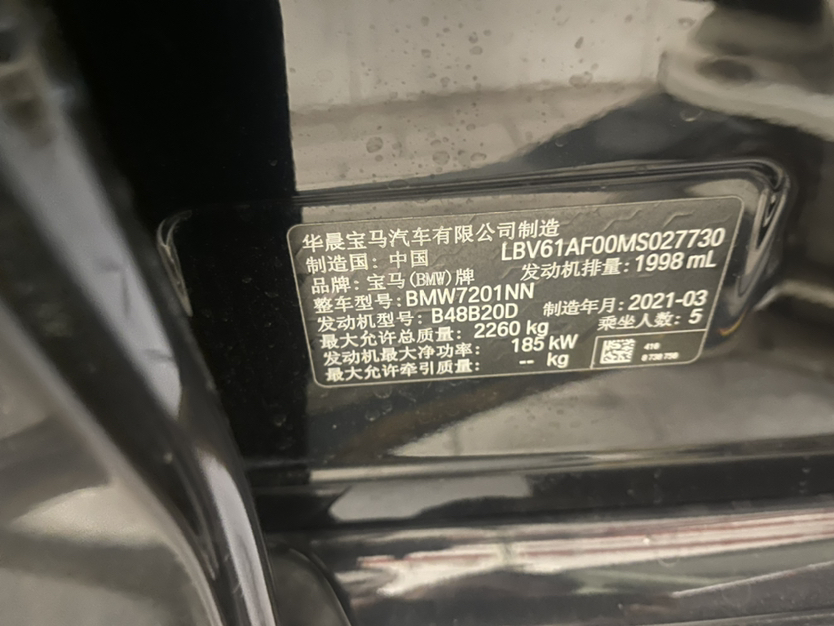 华晨宝马汽车有限公司制造
制造国: 中国 LBV61AF00MS027730
品牌: 宝马(BMW)牌 发动机排量: 1998 mL
整车型号: BMW7201NN
发动机型号: B48B20D 制造年月: 2021-03
最大允许总质量: 2260 kg 乘坐人数: 5
发动机最大净功率: 185 kW
最大允许牵引质量: -- kg